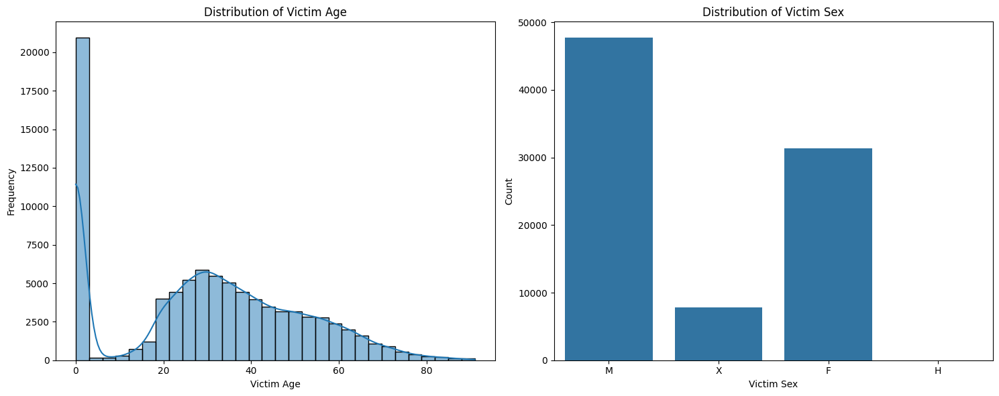 Distribution of Victim Age
20000
17500
15000
12500
10000
7500
5000
2500
0
Frequency
0 20 40 60 80
Victim Age
Distribution of Victim Sex
50000
40000
30000
20000
10000
0
Count
M X F H
Victim Sex